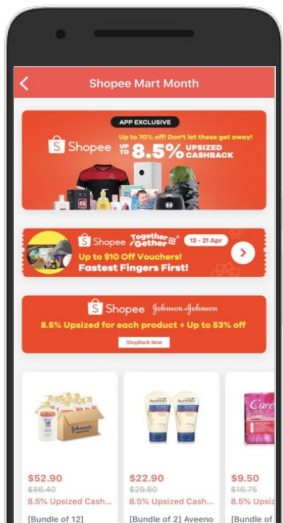 Shopee Mart Month
APP EXCLUSIVE
Up to 70% off! Don't let these get away!
Shopee UP TO 8.5% UPSIZED CASHBACK
Shopee Together /Gether 13 - 21 Apr
Up to $10 Off Vouchers!
Fastest Fingers First!
Shopee Johnson & Johnson
8.5% Upsized for each product + Up to 53% off
ShopBack Now
$52.90
$86.40
8.5% Upsized Cash...
[Bundle of 12]
$22.90
$29.80
8.5% Upsized Cash...
[Bundle of 2] Aveeno
Care
$9.50
$16.75
8.5% Upsiz
[Bundle of